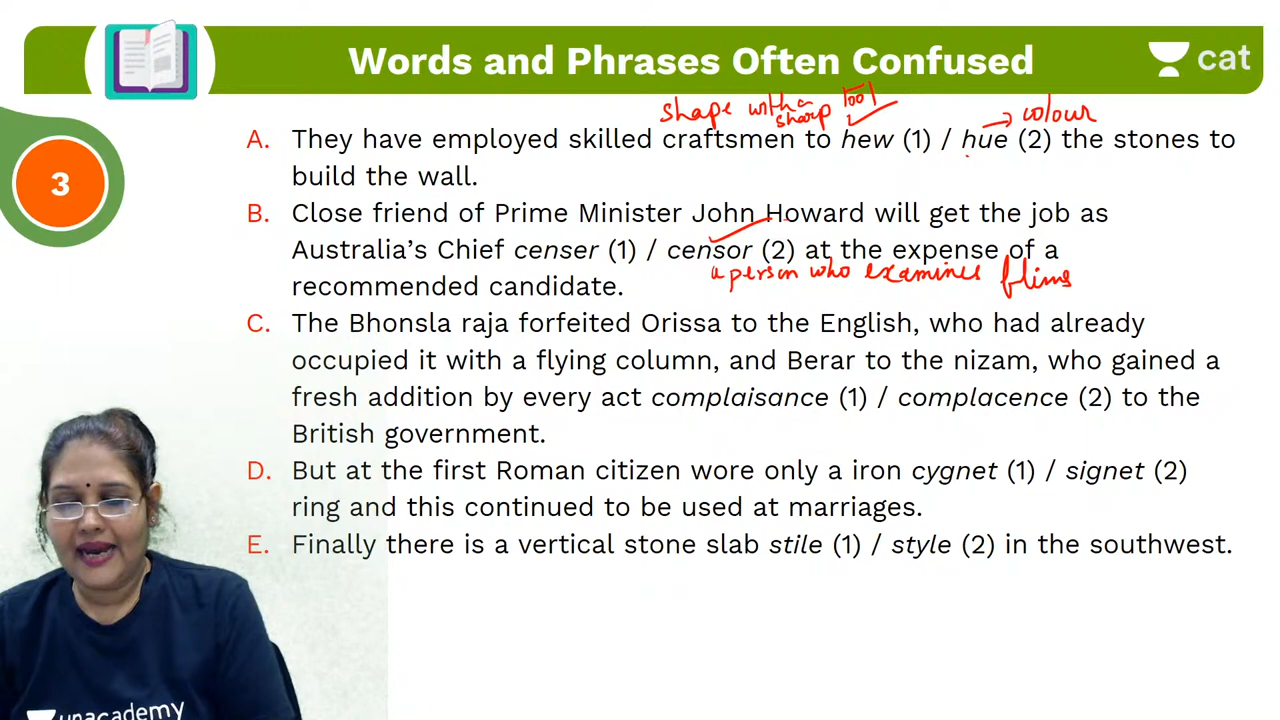 Words and Phrases Often Confused
cat
shape with a
sharp tool
colour
3
A. They have employed skilled craftsmen to hew (1) / hue (2) the stones to
build the wall.
B. Close friend of Prime Minister John Howard will get the job as
Australia's Chief censer (1) / censor (2) at the expense of a
a person who examines flims
recommended candidate.
C. The Bhonsla raja forfeited Orissa to the English, who had already
occupied it with a flying column, and Berar to the nizam, who gained a
fresh addition by every act complaisance (1) / complacence (2) to the
British government.
D. But at the first Roman citizen wore only a iron cygnet (1) / signet (2)
ring and this continued to be used at marriages.
E. Finally there is a vertical stone slab stile (1) / style (2) in the southwest.
unacademy